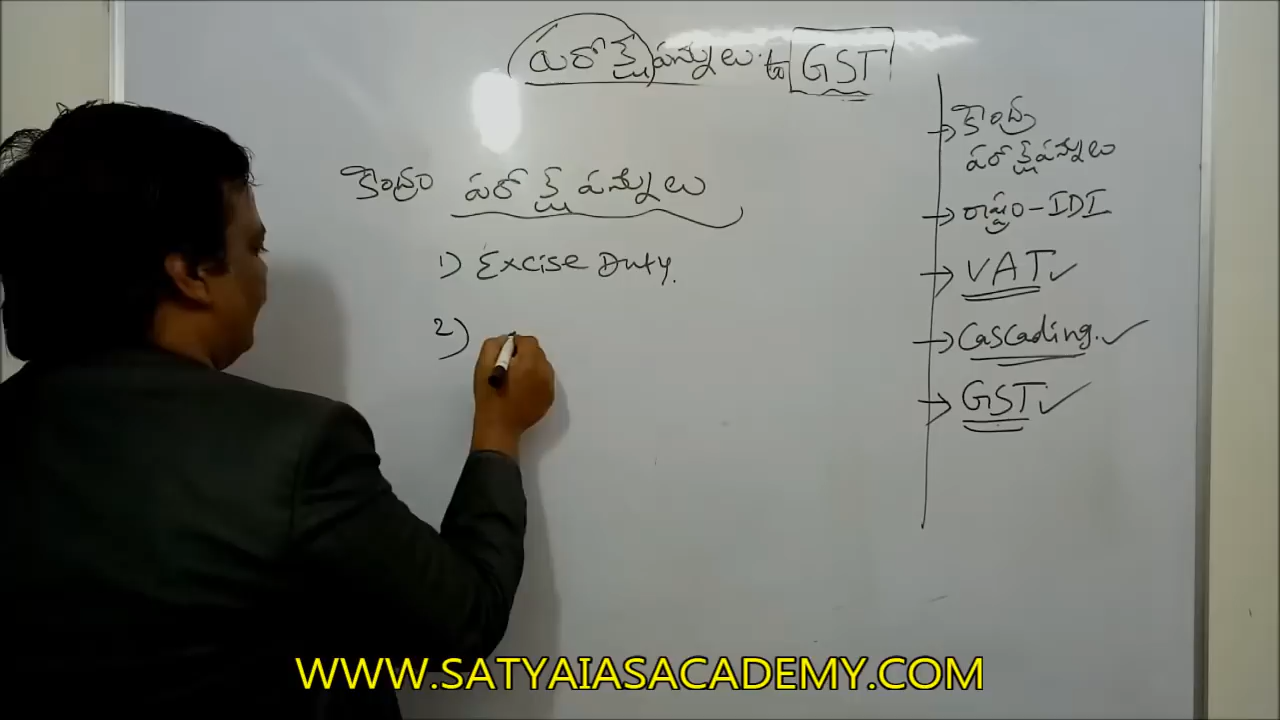 పరోక్ష పన్నులు to GST
కేంద్రం పరోక్ష పన్నులు
1) Excise Duty.
2)
→ కేంద్ర
పరోక్ష పన్నులు
→ రాష్ట్రం - IDI
→ VAT ✓
→ Cascading. ✓
→ GST ✓
WWW.SATYAIASACADEMY.COM